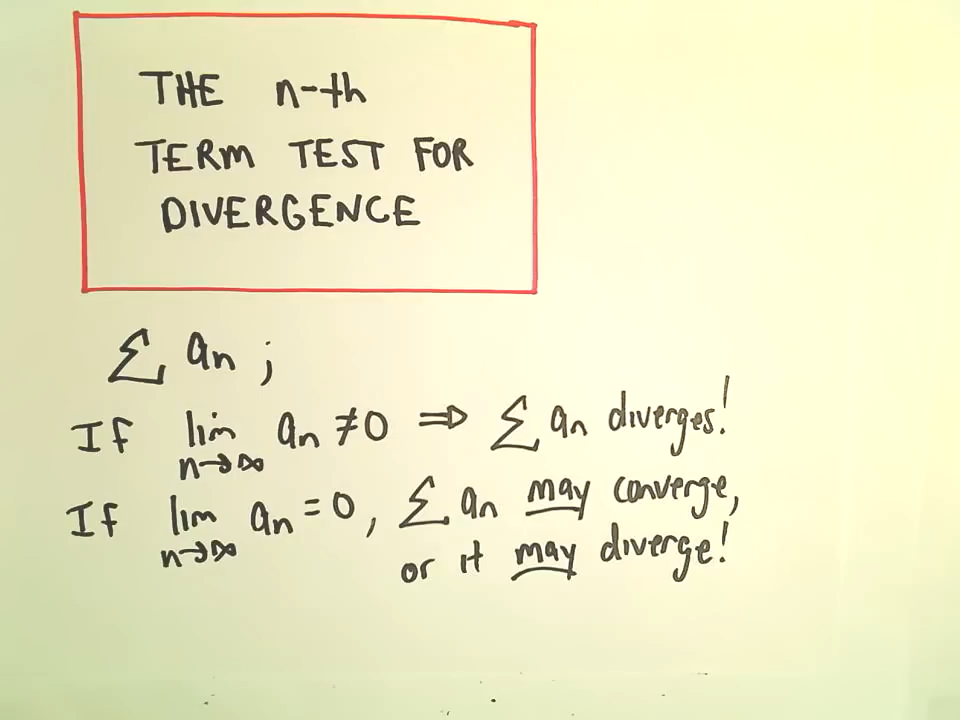 THE n-th
TERM TEST FOR
DIVERGENCE
∑ an ;
If lim n→∞ an ≠ 0 ⇒ ∑ an diverges!
If lim n→∞ an = 0, ∑ an may converge,
or it may diverge!